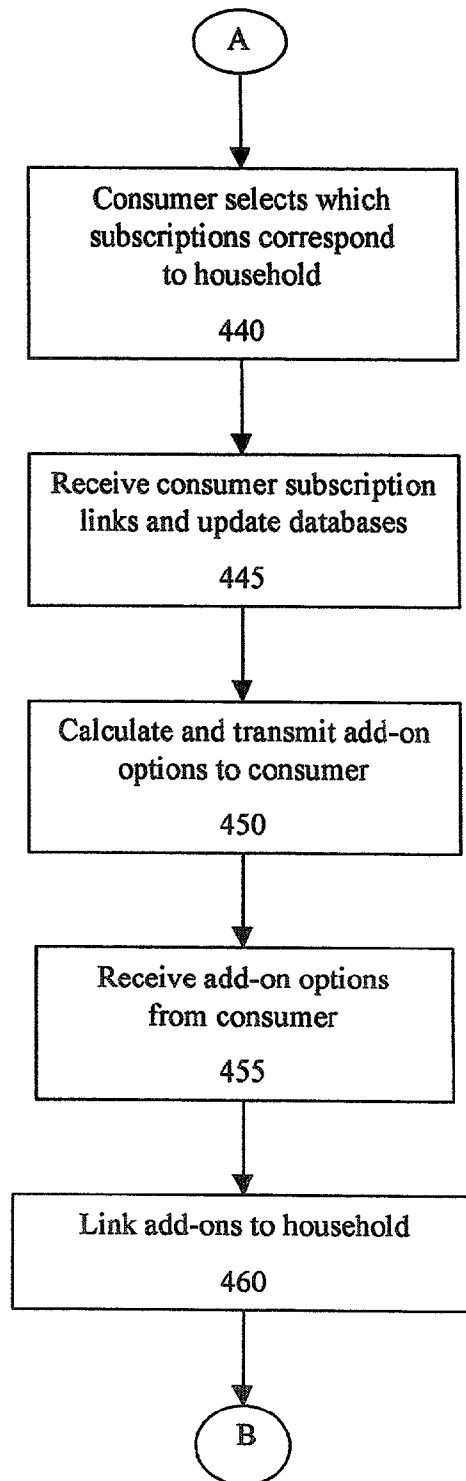 A
Consumer selects which
subscriptions correspond
to household
440
Receive consumer subscription
links and update databases
445
Calculate and transmit add-on
options to consumer
450
Receive add-on options
from consumer
455
Link add-ons to household
460
B